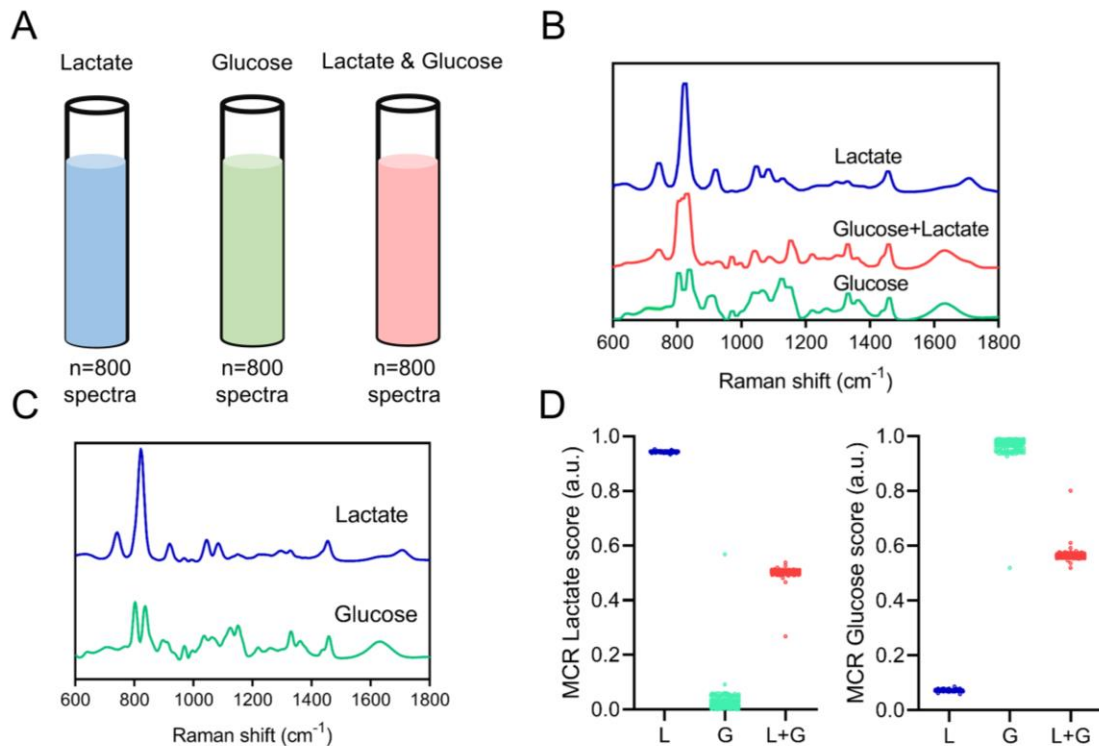 A
Lactate
Glucose
Lactate & Glucose
n=800
spectra
n=800
spectra
n=800
spectra
B
Lactate
Glucose+Lactate
Glucose
600 800 1000 1200 1400 1600 1800
Raman shift (cm⁻¹)
C
Lactate
Glucose
600 800 1000 1200 1400 1600 1800
Raman shift (cm⁻¹)
D
MCR Lactate score (a.u.)
1.0
0.8
0.6
0.4
0.2
0.0
L G L+G
MCR Glucose score (a.u.)
1.0
0.8
0.6
0.4
0.2
0.0
L G L+G